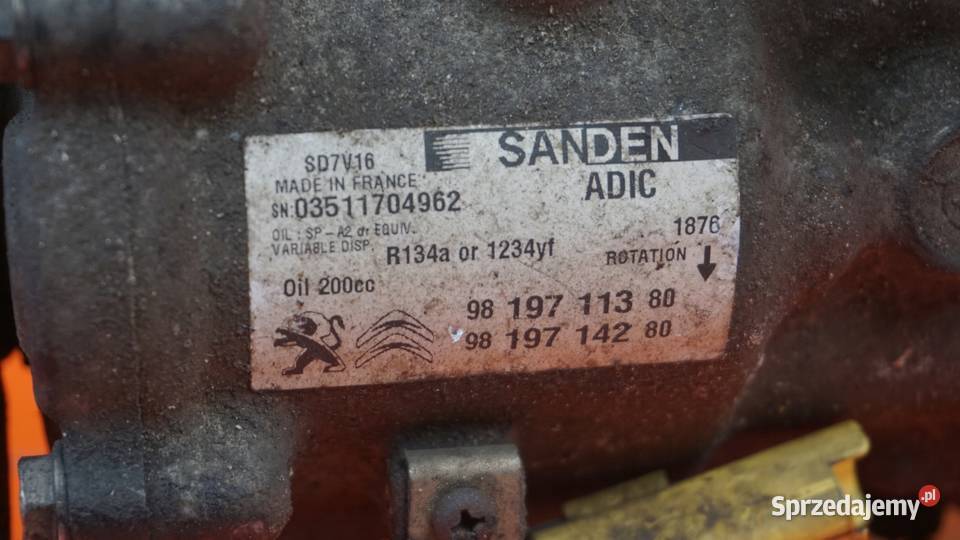 SANDEN
SD7V16
ADIC
MADE IN FRANCE
SN:03511704962
OIL : SP-A2 or EQUIV.
1876
VARIABLE DISP.
R134a or 1234yf
ROTATION
Oil 200cc
98 197 113 80
98 197 142 80
Sprzedajemy.pl